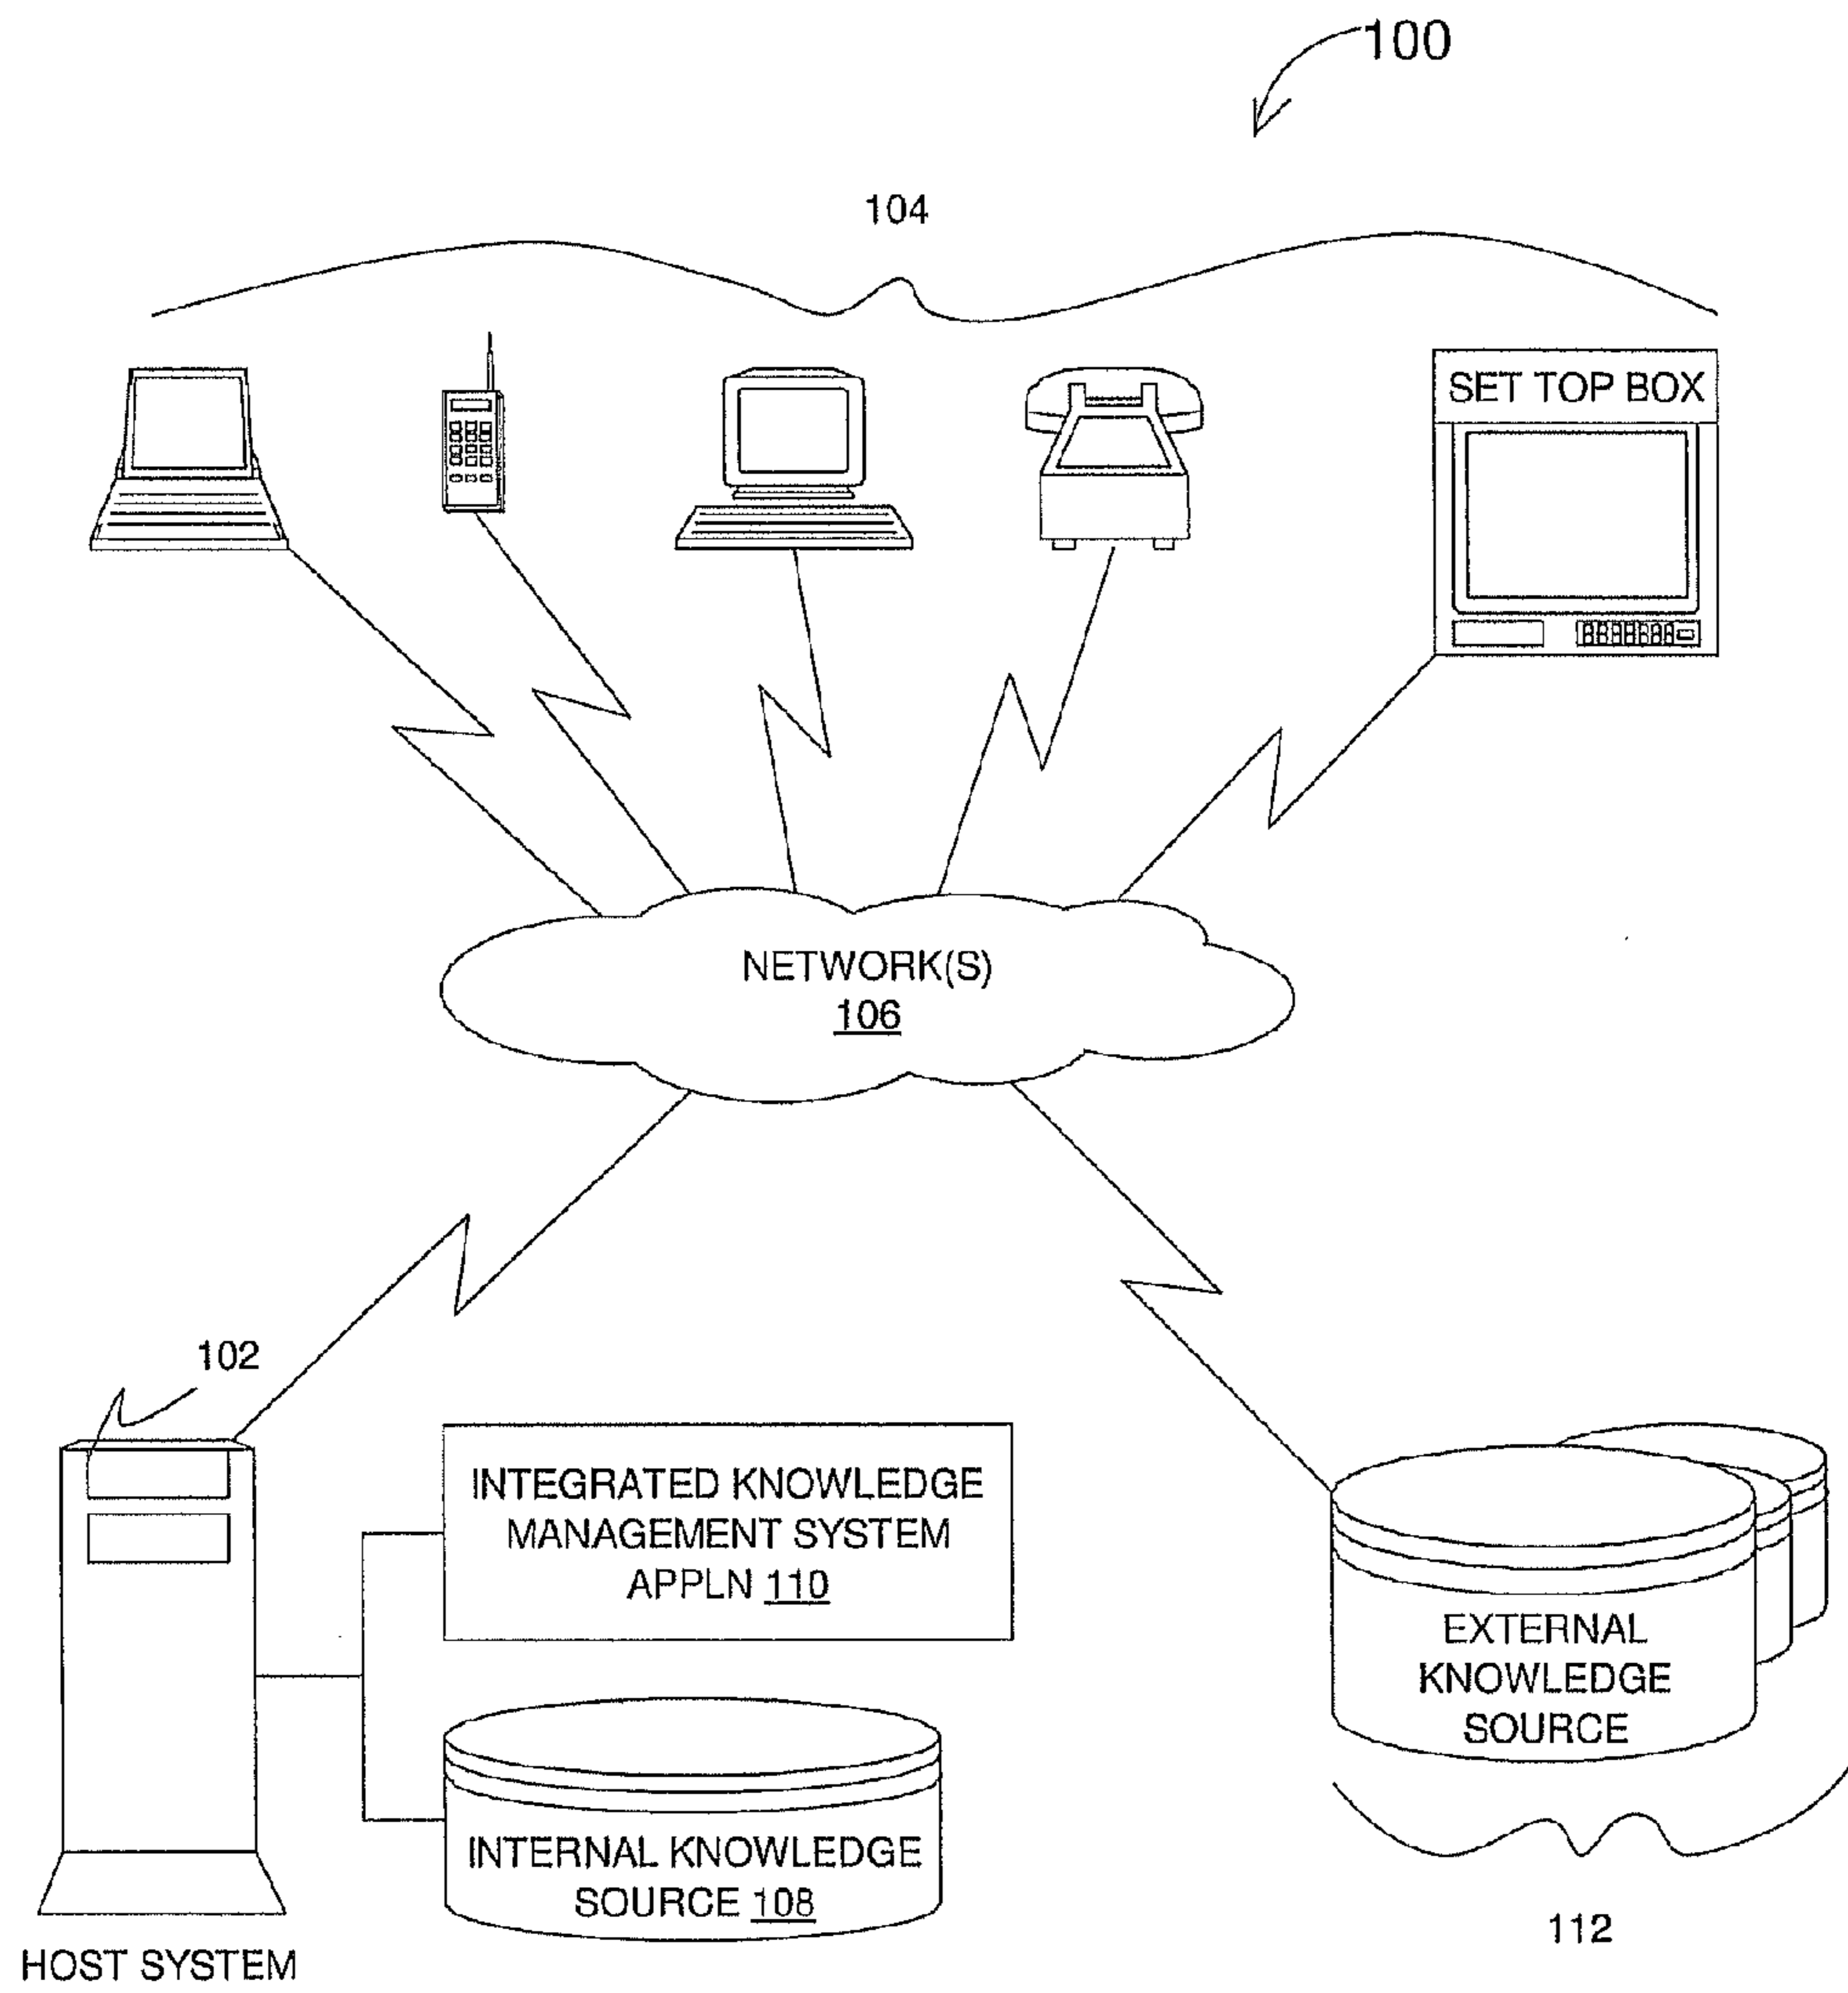 100
104
SET TOP BOX
NETWORK(S)
106
102
INTEGRATED KNOWLEDGE
MANAGEMENT SYSTEM
APPLN 110
INTERNAL KNOWLEDGE
SOURCE 108
HOST SYSTEM
EXTERNAL
KNOWLEDGE
SOURCE
112